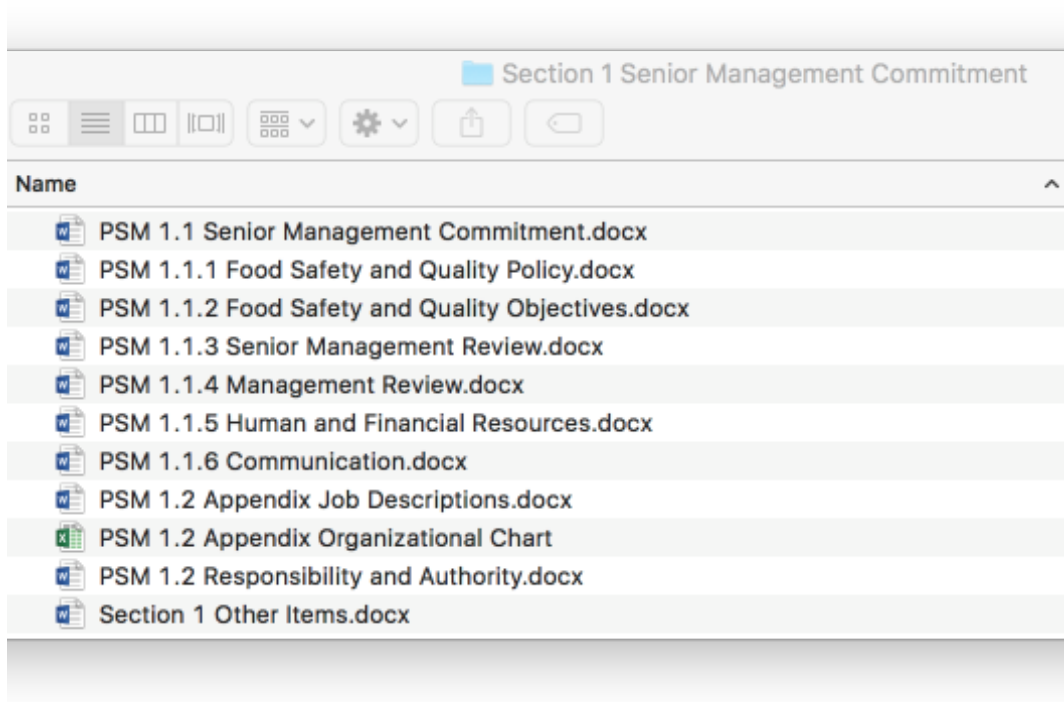 Section 1 Senior Management Commitment
Name
PSM 1.1 Senior Management Commitment.docx
PSM 1.1.1 Food Safety and Quality Policy.docx
PSM 1.1.2 Food Safety and Quality Objectives.docx
PSM 1.1.3 Senior Management Review.docx
PSM 1.1.4 Management Review.docx
PSM 1.1.5 Human and Financial Resources.docx
PSM 1.1.6 Communication.docx
PSM 1.2 Appendix Job Descriptions.docx
PSM 1.2 Appendix Organizational Chart
PSM 1.2 Responsibility and Authority.docx
Section 1 Other Items.docx